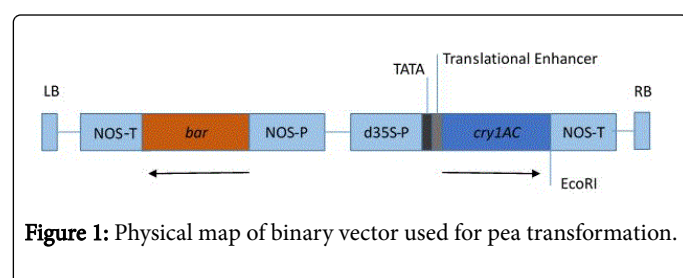 Translational Enhancer
TATA
LB
RB
NOS-T bar NOS-P d35S-P cry1AC NOS-T
EcoRI
Figure 1: Physical map of binary vector used for pea transformation.